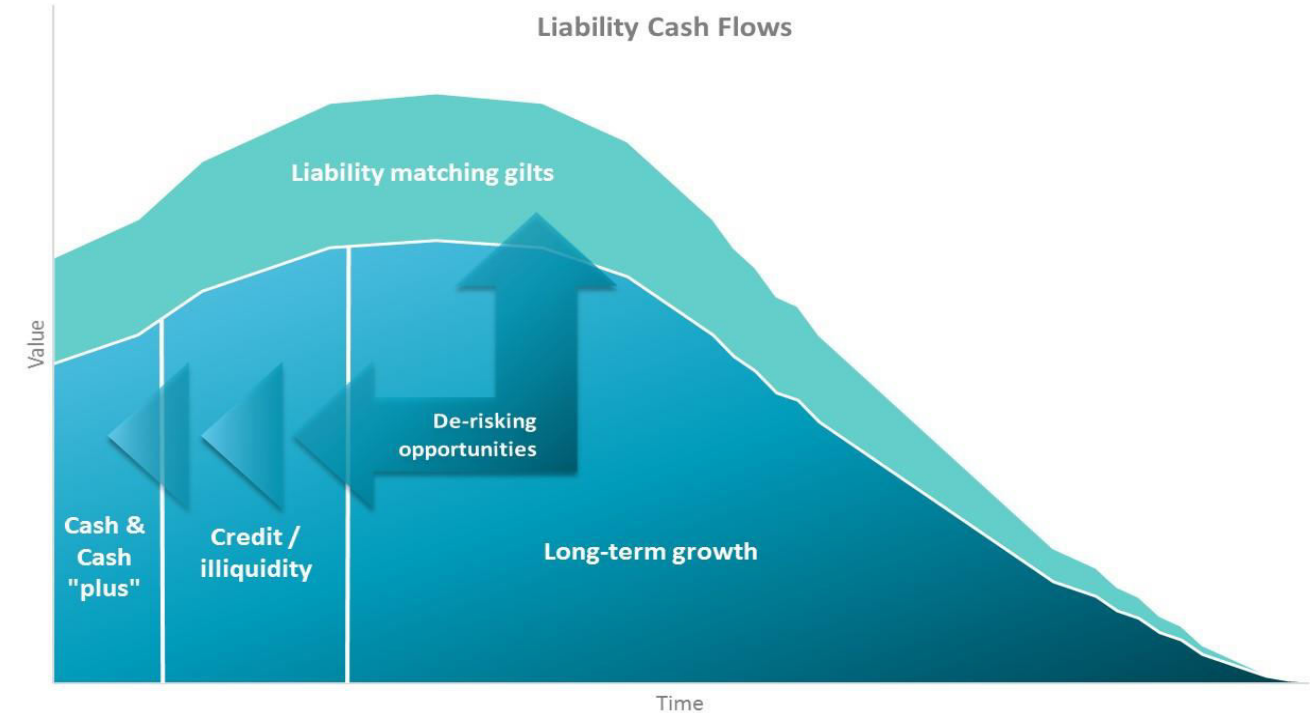 Liability Cash Flows
Liability matching gilts
Value
De-risking
opportunities
Cash &
Cash
"plus"
Credit /
illiquidity
Long-term growth
Time